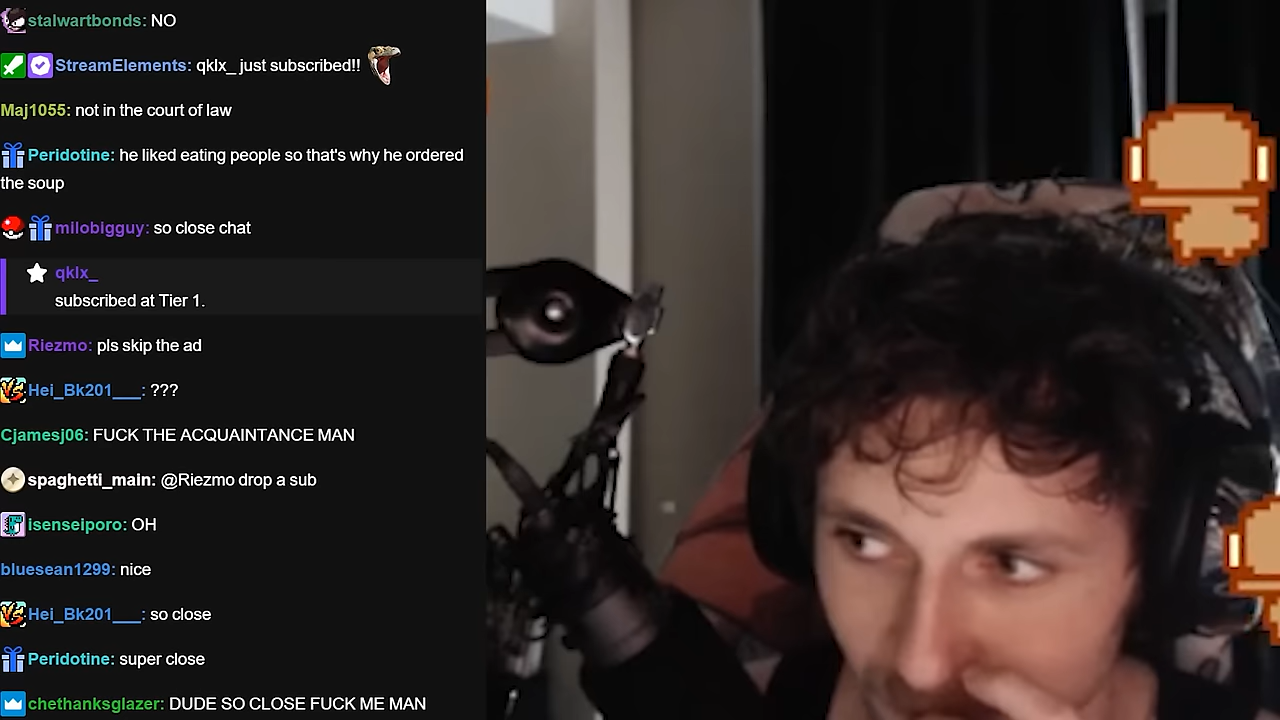 stalwartbonds: NO
StreamElements: qklx_ just subscribed!!
Maj1055: not in the court of law
Peridotine: he liked eating people so that's why he ordered
the soup
milobigguy: so close chat
qklx_
subscribed at Tier 1.
Riezmo: pls skip the ad
Hei_Bk201___: ???
Cjamesj06: FUCK THE ACQUAINTANCE MAN
spaghetti_main: @Riezmo drop a sub
isenseiporo: OH
bluesean1299: nice
Hei_Bk201___: so close
Peridotine: super close
chethanksglazer: DUDE SO CLOSE FUCK ME MAN